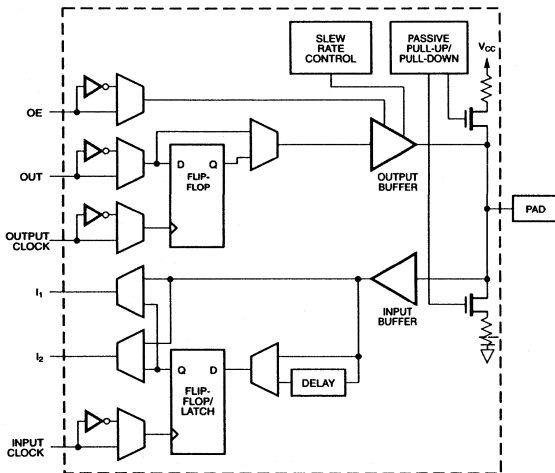 SLEW
RATE
CONTROL
PASSIVE
PULL-UP/
PULL-DOWN
VCC
OE
OUT
D Q
FLIP-
FLOP
OUTPUT
BUFFER
OUTPUT
CLOCK
PAD
I1
I2
INPUT
BUFFER
Q D
FLIP-
FLOP/
LATCH
DELAY
INPUT
CLOCK